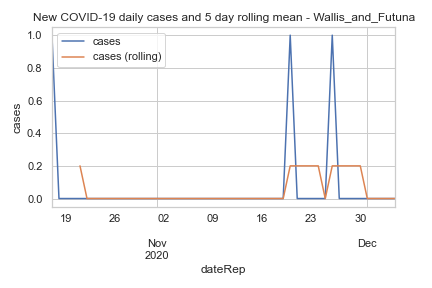 New COVID-19 daily cases and 5 day rolling mean - Wallis_and_Futuna
cases
cases (rolling)
1.0
0.8
0.6
0.4
0.2
0.0
cases
19 26 02 09 16 23 30
Nov Dec
2020
dateRep